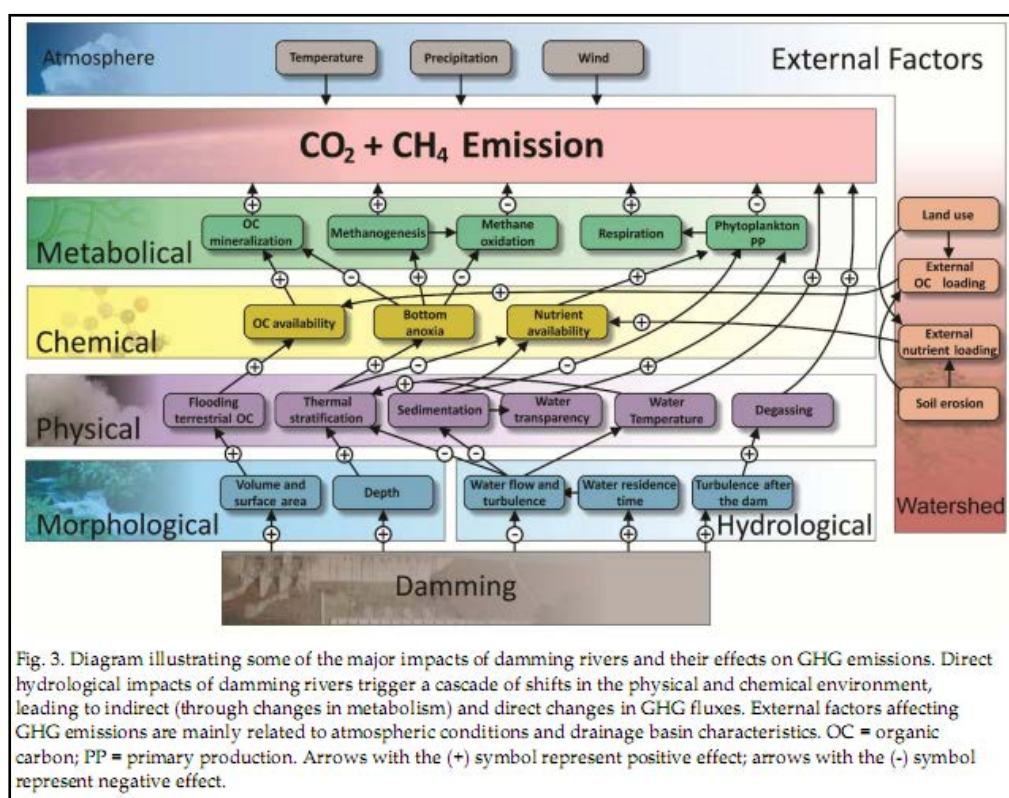 Atmosphere
Temperature
Precipitation
Wind
External Factors
CO₂ + CH₄ Emission
Metabolical
OC
mineralization
Methanogenesis
Methane
oxidation
Respiration
Phytoplankton
PP
Land use
External
OC loading
External
nutrient loading
Soil erosion
Watershed
Chemical
OC availability
Bottom
anoxia
Nutrient
availability
Physical
Flooding
terrestrial OC
Thermal
stratification
Sedimentation
Water
transparency
Water
Temperature
Degassing
Morphological
Volume and
surface area
Depth
Water flow and
turbulence
Water residence
time
Turbulence after
the dam
Hydrological
Damming
Fig. 3. Diagram illustrating some of the major impacts of damming rivers and their effects on GHG emissions. Direct
hydrological impacts of damming rivers trigger a cascade of shifts in the physical and chemical environment,
leading to indirect (through changes in metabolism) and direct changes in GHG fluxes. External factors affecting
GHG emissions are mainly related to atmospheric conditions and drainage basin characteristics. OC = organic
carbon; PP = primary production. Arrows with the (+) symbol represent positive effect; arrows with the (-) symbol
represent negative effect.